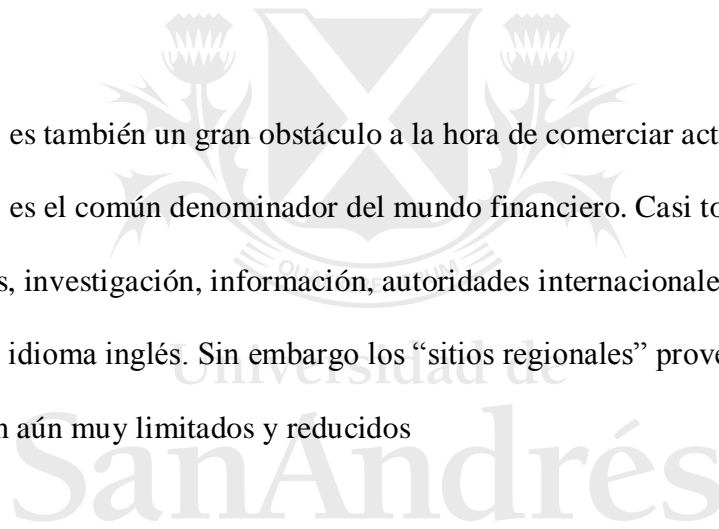 es también un gran obstáculo a la hora de comerciar act
es el común denominador del mundo financiero. Casi to
s, investigación, información, autoridades internacionale
idioma inglés. Sin embargo los “sitios regionales” prove
Universidad de
n aún muy limitados y reducidos
SanAndrés